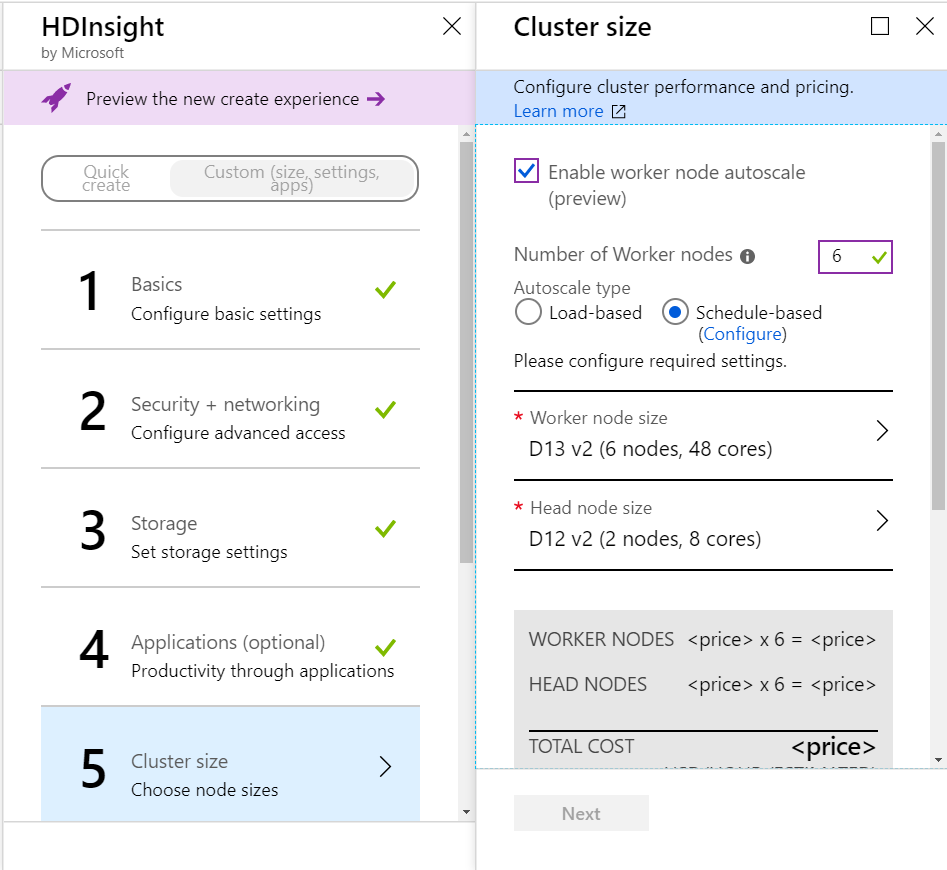 HDInsight
by Microsoft
Preview the new create experience
Quick create
Custom (size, settings, apps)
1
Basics
Configure basic settings
2
Security + networking
Configure advanced access
3
Storage
Set storage settings
4
Applications (optional)
Productivity through applications
5
Cluster size
Choose node sizes
Cluster size
Configure cluster performance and pricing.
Learn more
Enable worker node autoscale
(preview)
Number of Worker nodes
6
Autoscale type
Load-based
Schedule-based
(Configure)
Please configure required settings.
* Worker node size
D13 v2 (6 nodes, 48 cores)
* Head node size
D12 v2 (2 nodes, 8 cores)
WORKER NODES <price> x 6 = <price>
HEAD NODES <price> x 6 = <price>
TOTAL COST <price>
Next